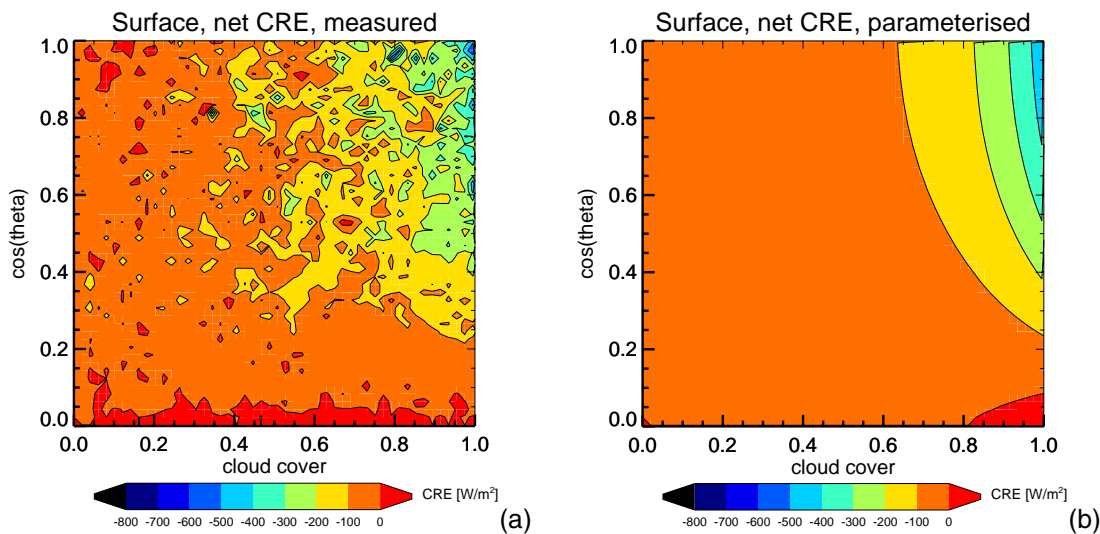 Surface, net CRE, measured
1.0
0.8
0.6
0.4
0.2
0.0
cos(theta)
0.0 0.2 0.4 0.6 0.8 1.0
cloud cover
CRE [W/m²]
-800 -700 -600 -500 -400 -300 -200 -100 0
(a)
Surface, net CRE, parameterised
1.0
0.8
0.6
0.4
0.2
0.0
cos(theta)
0.0 0.2 0.4 0.6 0.8 1.0
cloud cover
CRE [W/m²]
-800 -700 -600 -500 -400 -300 -200 -100 0
(b)